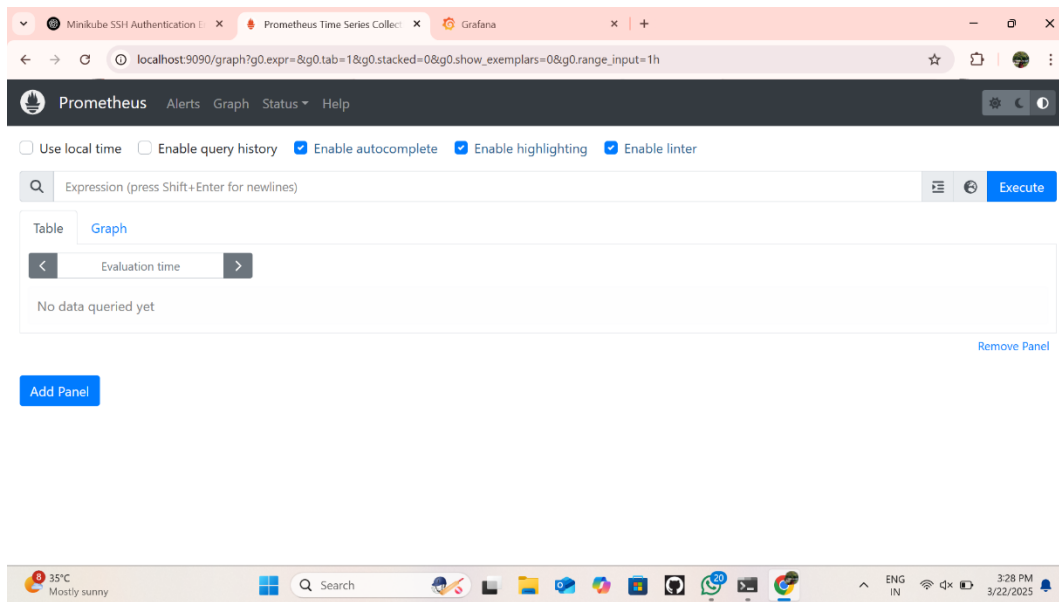 Minikube SSH Authentication E
Prometheus Time Series Collect
Grafana
localhost:9090/graph?g0.expr=&g0.tab=1&g0.stacked=0&g0.show_exemplars=0&g0.range_input=1h
Prometheus Alerts Graph Status Help
Use local time Enable query history Enable autocomplete Enable highlighting Enable linter
Expression (press Shift+Enter for newlines) Execute
Table Graph
Evaluation time
No data queried yet
Remove Panel
Add Panel
8 35°C
Mostly sunny
Search
20
ENG
IN
3:28 PM
3/22/2025